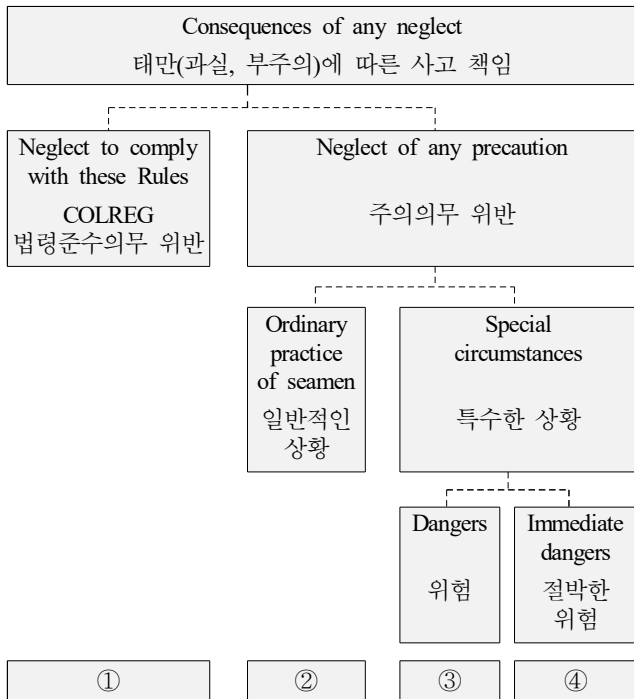 Consequences of any neglect
태만(과실, 부주의)에 따른 사고 책임
Neglect to comply
with these Rules
COLREG
법령준수의무 위반
Neglect of any precaution
주의의무 위반
Ordinary
practice
of seamen
일반적인
상황
Special
circumstances
특수한 상황
Dangers
위험
Immediate
dangers
절박한
위험
①
②
③
④